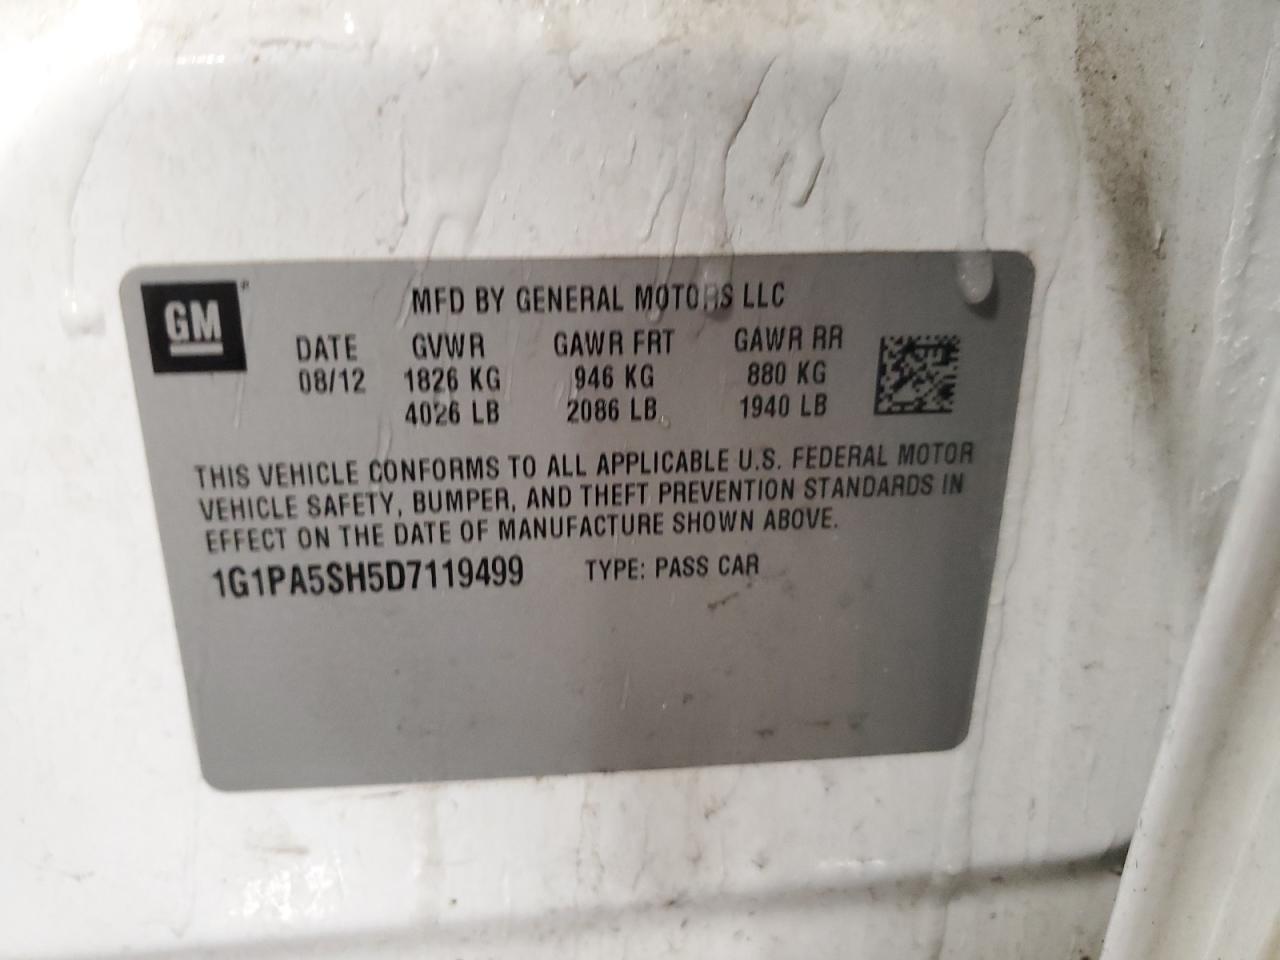 GM®
MFD BY GENERAL MOTORS LLC
DATE GVWR GAWR FRT GAWR RR
08/12 1826 KG 946 KG 880 KG
4026 LB 2086 LB 1940 LB
THIS VEHICLE CONFORMS TO ALL APPLICABLE U.S. FEDERAL MOTOR
VEHICLE SAFETY, BUMPER, AND THEFT PREVENTION STANDARDS IN
EFFECT ON THE DATE OF MANUFACTURE SHOWN ABOVE.
1G1PA5SH5D7119499 TYPE: PASS CAR